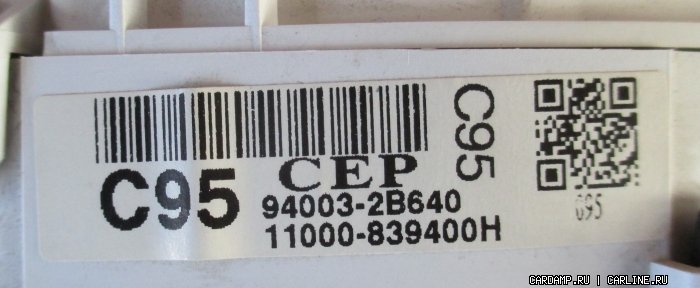 C95
CEP
C95
94003-2B640
11000-839400H
C95
CARDAMP.RU | CARLINE.RU